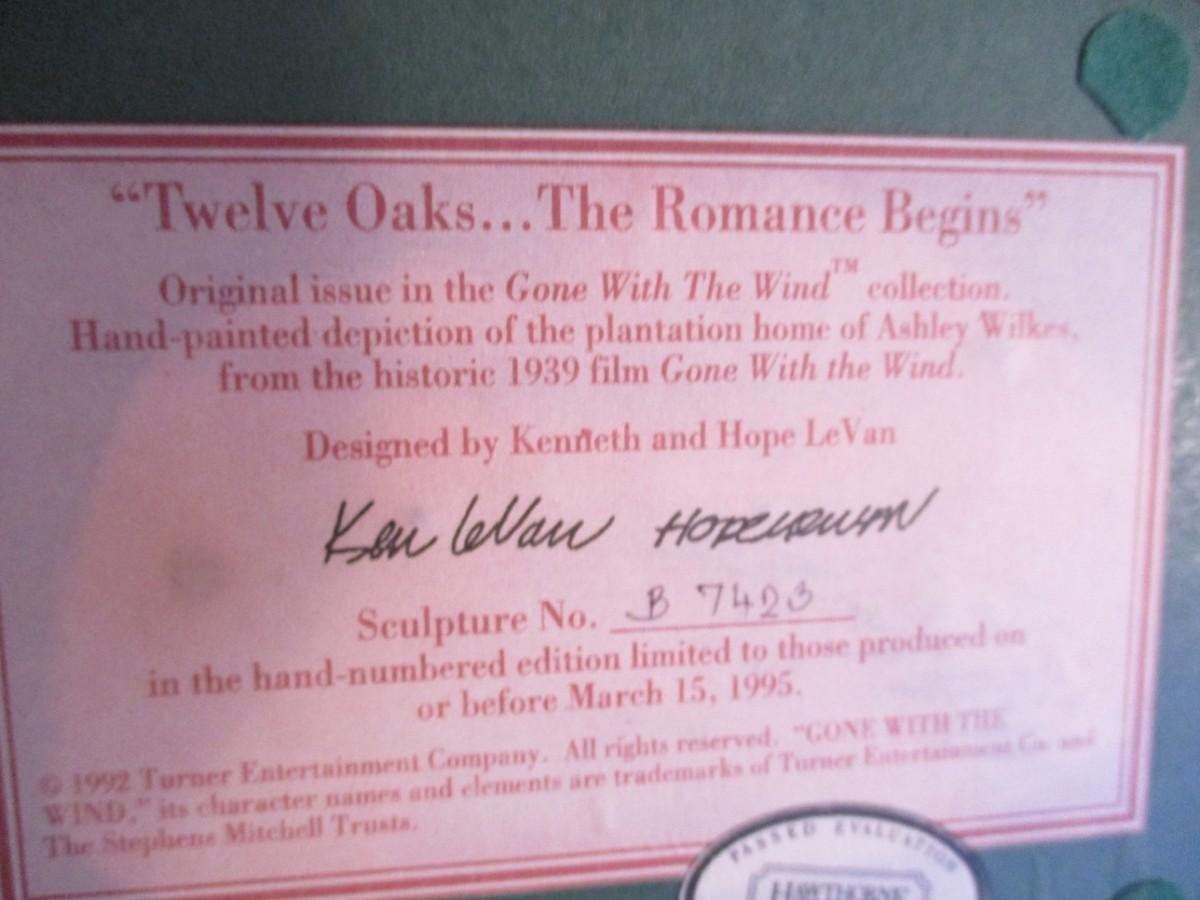 “Twelve Oaks...The Romance Begins”
Original issue in the Gone With The Wind™ collection.
Hand-painted depiction of the plantation home of Ashley Wilkes,
from the historic 1939 film Gone With the Wind.
Designed by Kenneth and Hope LeVan
Ken LeVan HOPE LEVAN
Sculpture No. B 7423
in the hand-numbered edition limited to those produced on
or before March 15, 1995.
© 1992 Turner Entertainment Company. All rights reserved. "GONE WITH THE
WIND," its character names and elements are trademarks of Turner Entertainment Co. and
The Stephens Mitchell Trusts.
PASSED EVALUATION
HAWTHORNE